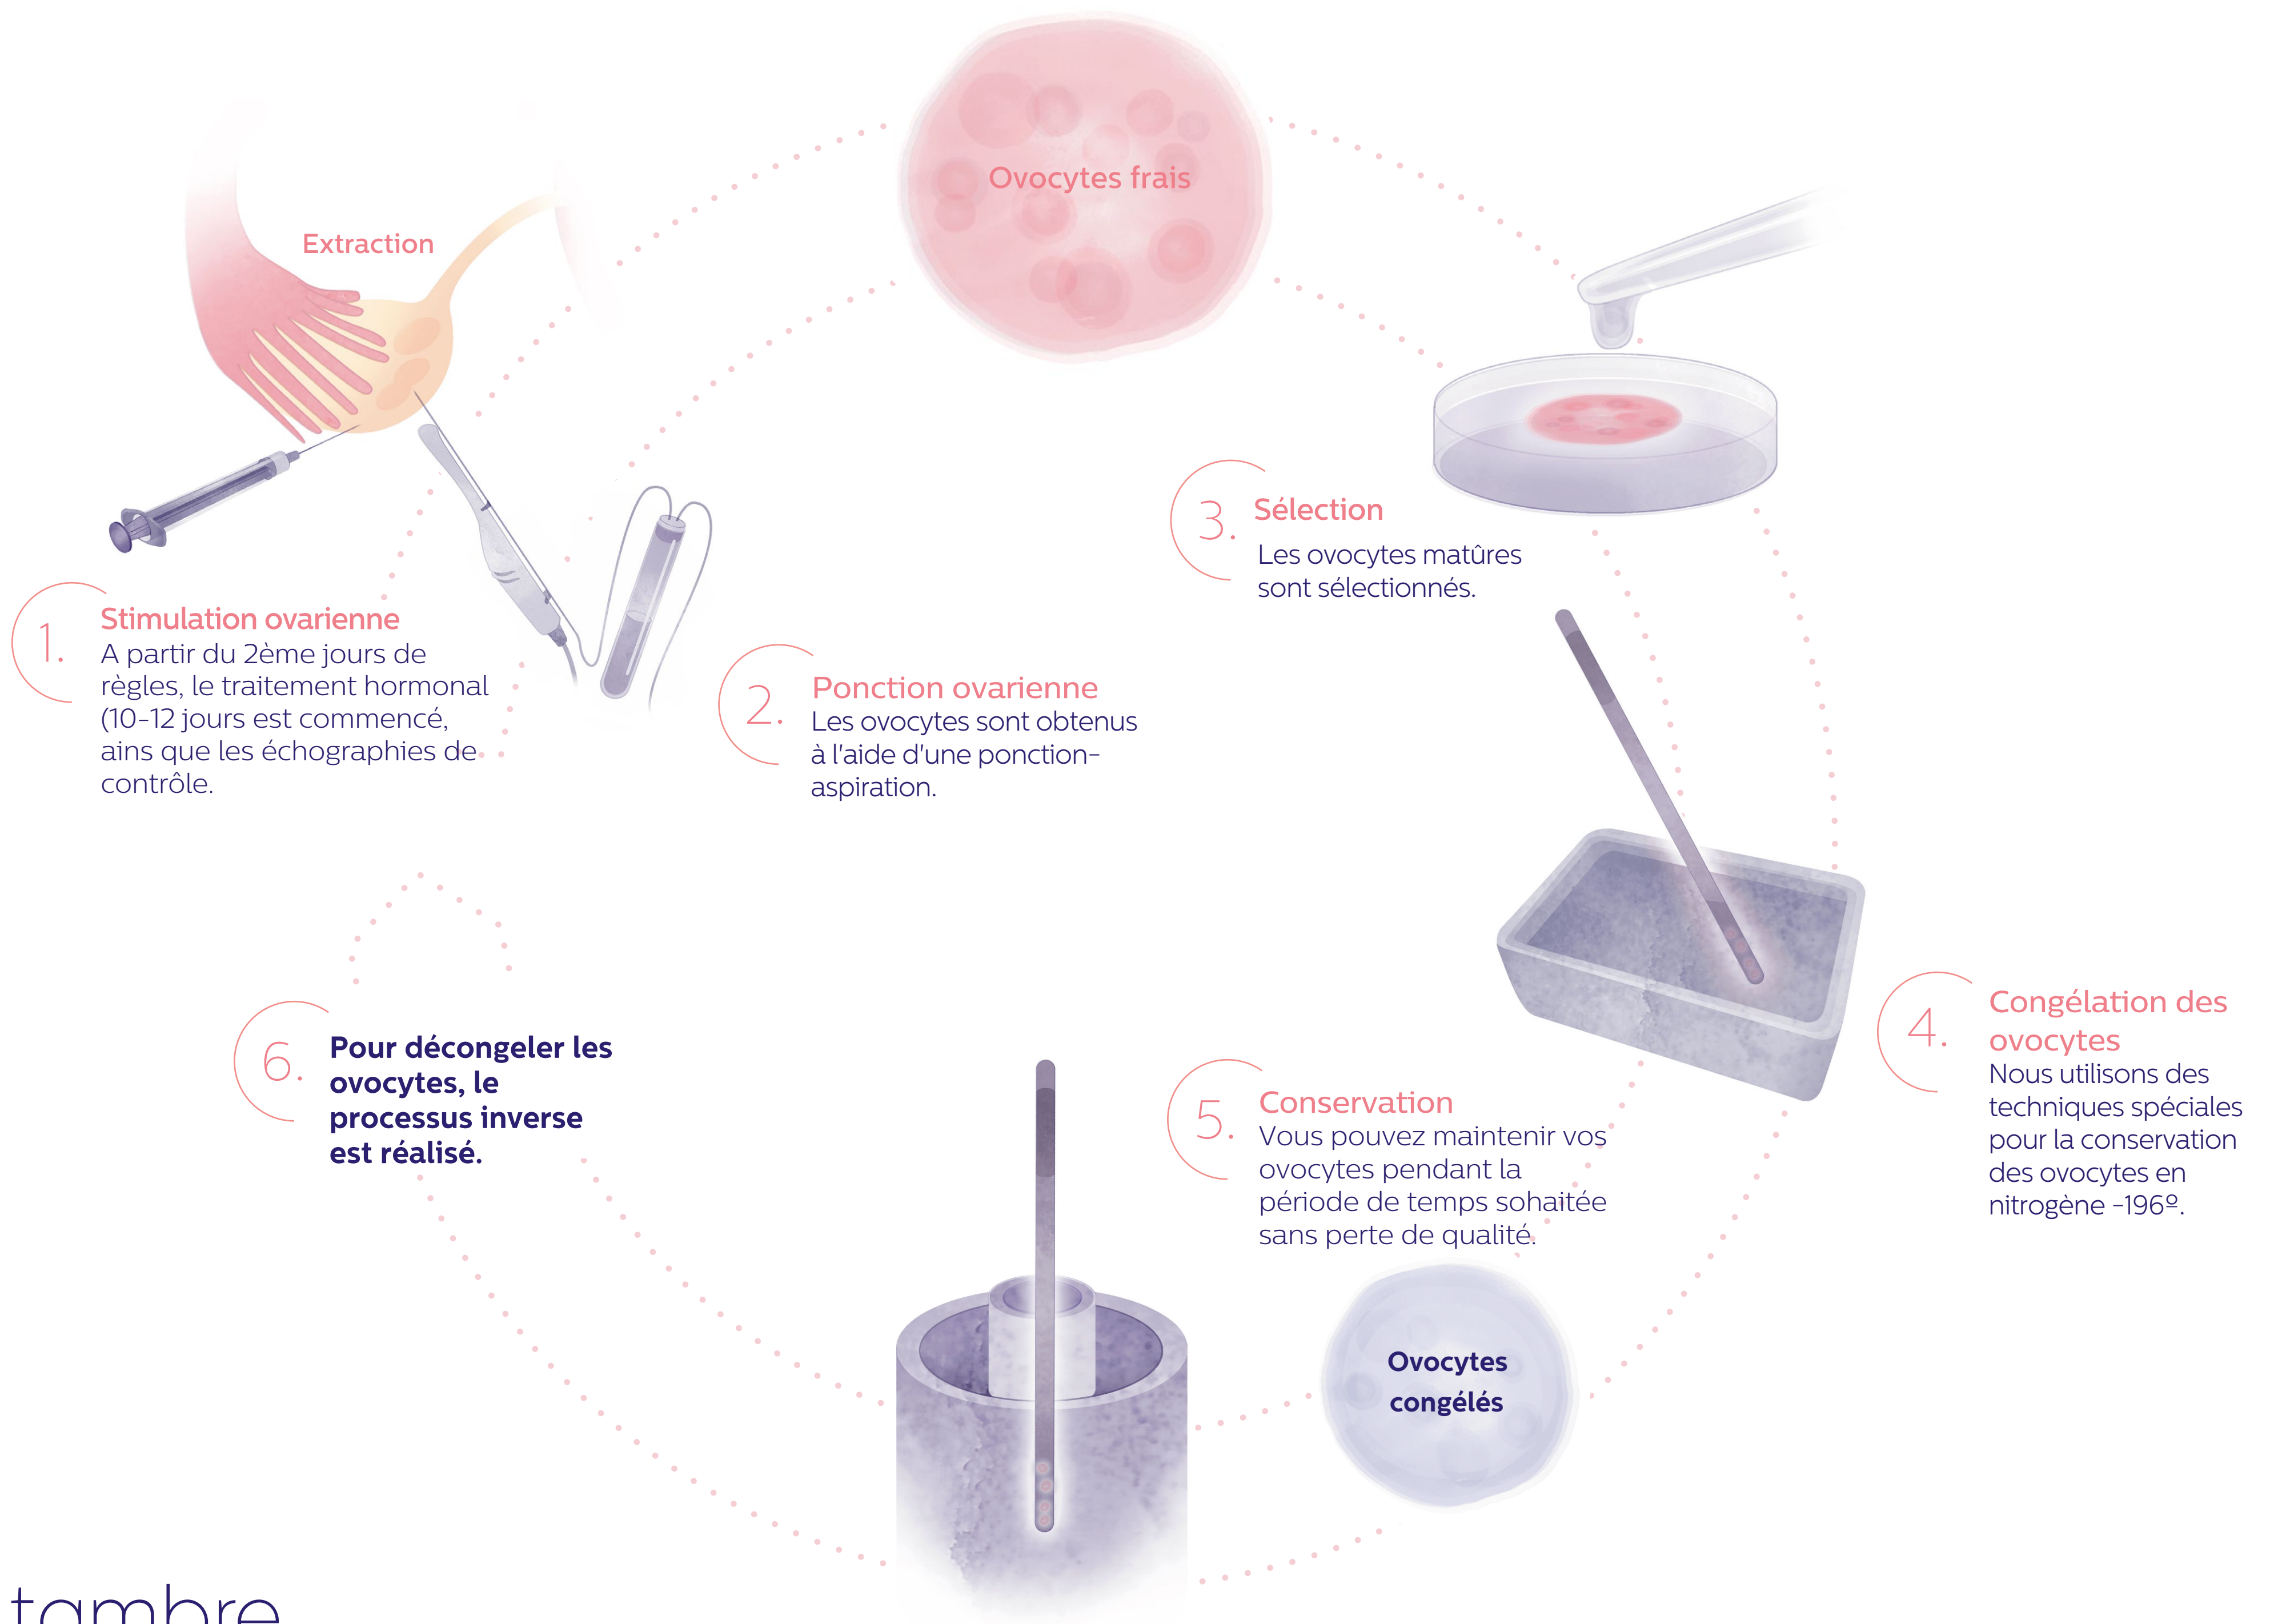 Ovocytes frais
Extraction
1.
Stimulation ovarienne
A partir du 2ème jours de
règles, le traitement hormonal
(10-12 jours est commencé,
ains que les échographies de
contrôle.
2.
Ponction ovarienne
Les ovocytes sont obtenus
à l'aide d'une ponction-
aspiration.
3.
Sélection
Les ovocytes matûres
sont sélectionnés.
4.
Congélation des
ovocytes
Nous utilisons des
techniques spéciales
pour la conservation
des ovocytes en
nitrogène -196º.
5.
Conservation
Vous pouvez maintenir vos
ovocytes pendant la
période de temps sohaitée
sans perte de qualité.
Ovocytes
congélés
6.
Pour décongeler les
ovocytes, le
processus inverse
est réalisé.
tambre